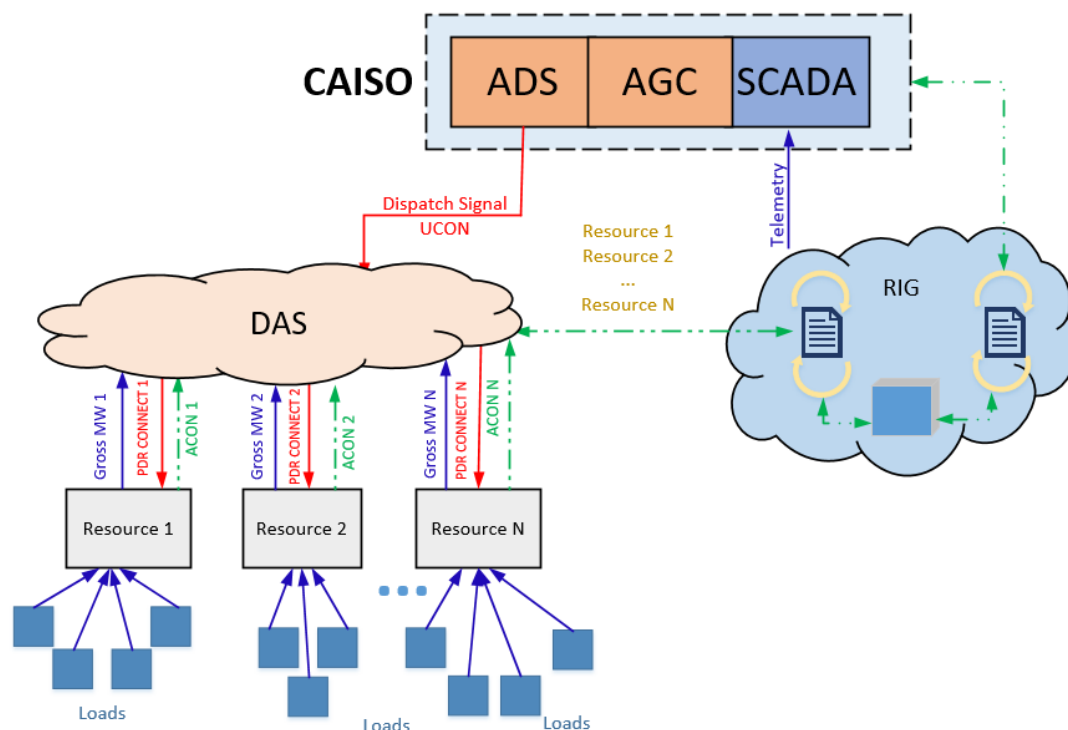 CAISO
ADS
AGC
SCADA
Dispatch Signal
UCON
Resource 1
Resource 2
...
Resource N
Telemetry
RIG
DAS
Gross MW 1
PDR CONNECT 1
ACON 1
Gross MW 2
PDR CONNECT 2
ACON 2
Gross MW N
PDR CONNECT N
ACON N
Resource 1
Resource 2
Resource N
Loads
Loads
Loads